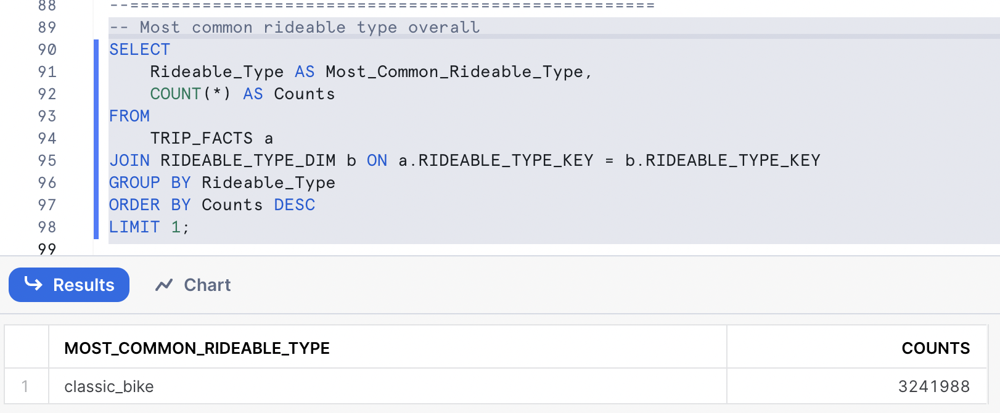 88 --===================================================
89 -- Most common rideable type overall
90 SELECT
91 Rideable_Type AS Most_Common_Rideable_Type,
92 COUNT(*) AS Counts
93 FROM
94 TRIP_FACTS a
95 JOIN RIDEABLE_TYPE_DIM b ON a.RIDEABLE_TYPE_KEY = b.RIDEABLE_TYPE_KEY
96 GROUP BY Rideable_Type
97 ORDER BY Counts DESC
98 LIMIT 1;
99
Results Chart
MOST_COMMON_RIDEABLE_TYPE COUNTS
1 classic_bike 3241988